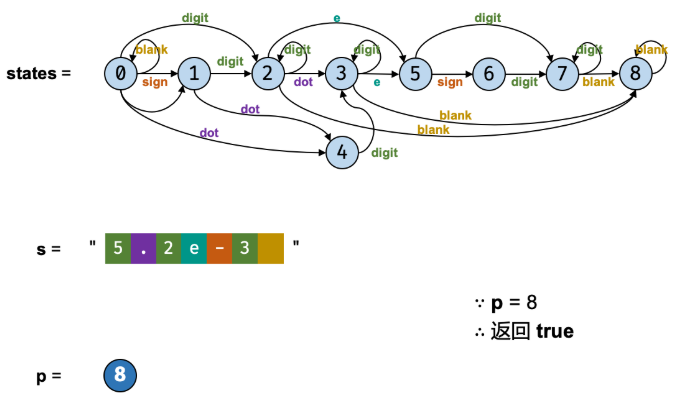 digit e digit
blank digit digit digit blank
states = 0 sign 1 digit 2 dot 3 e 5 sign 6 digit 7 blank 8
dot blank
dot blank
4 digit
s = " 5 . 2 e - 3 "
∵ p = 8
∴ 返回 true
p = 8